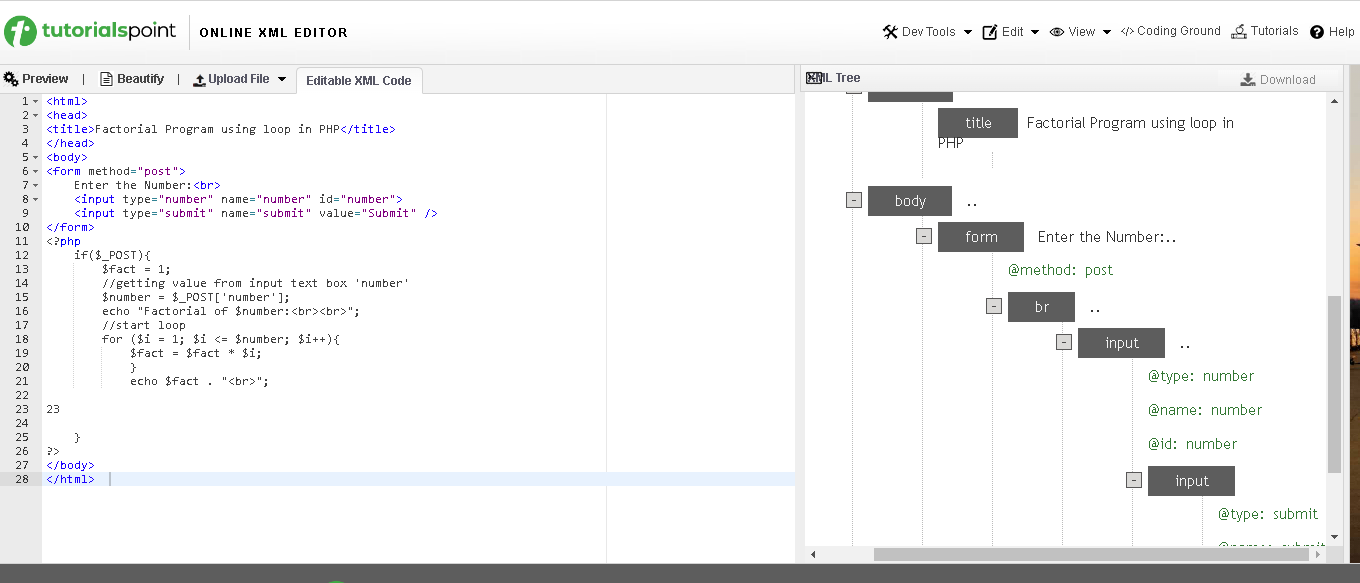 tutorialspoint ONLINE XML EDITOR Dev Tools Edit View </> Coding Ground Tutorials Help
Preview | Beautify | Upload File Editable XML Code
1 <html>
2 <head>
3 <title>Factorial Program using loop in PHP</title>
4 </head>
5 <body>
6 <form method="post">
7 Enter the Number:<br>
8 <input type="number" name="number" id="number">
9 <input type="submit" name="submit" value="Submit" />
10 </form>
11 <?php
12 if($_POST){
13 $fact = 1;
14 //getting value from input text box 'number'
15 $number = $_POST['number'];
16 echo "Factorial of $number:<br><br>";
17 //start loop
18 for ($i = 1; $i <= $number; $i++){
19 $fact = $fact * $i;
20 }
21 echo $fact . "<br>";
22
23 23
24
25 }
26 ?>
27 </body>
28 </html>
XML Tree Download
title Factorial Program using loop in
PHP
- body ..
- form Enter the Number:..
@method: post
- br ..
- input ..
@type: number
@name: number
@id: number
- input
@type: submit